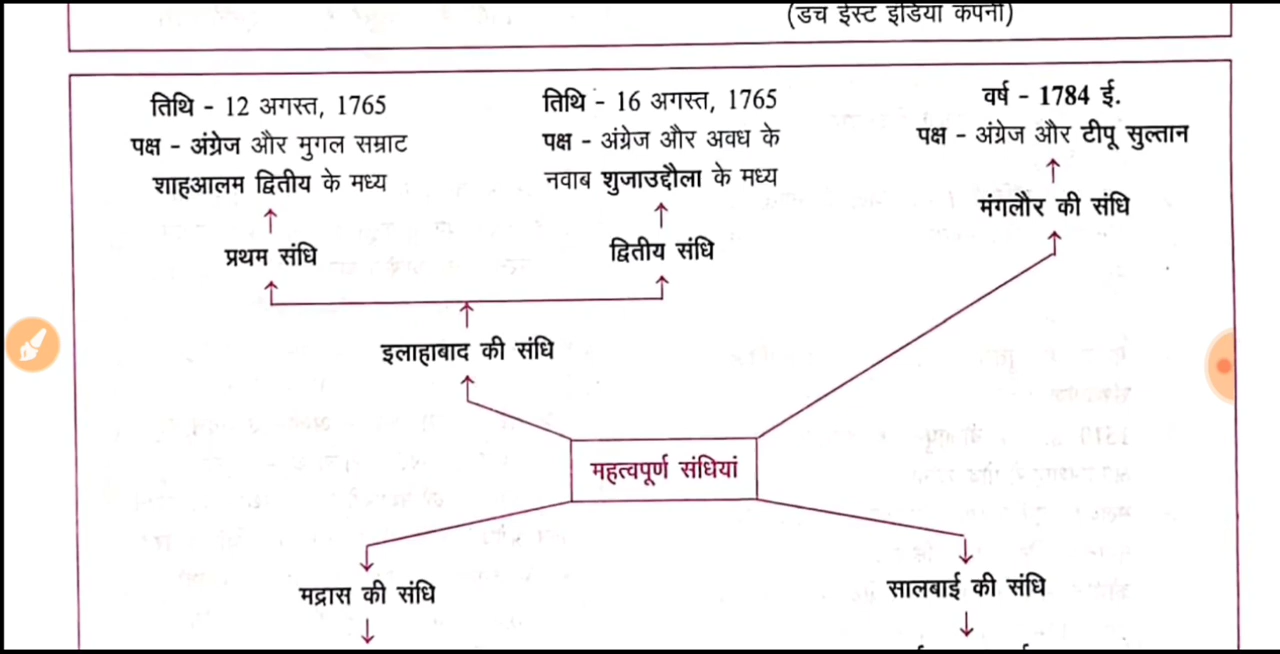 (डच ईस्ट इंडिया कंपनी)
तिथि - 12 अगस्त, 1765
पक्ष - अंग्रेज और मुगल सम्राट
शाहआलम द्वितीय के मध्य
तिथि - 16 अगस्त, 1765
पक्ष - अंग्रेज और अवध के
नवाब शुजाउद्दौला के मध्य
वर्ष - 1784 ई.
पक्ष - अंग्रेज और टीपू सुल्तान
मंगलौर की संधि
प्रथम संधि
द्वितीय संधि
इलाहाबाद की संधि
महत्वपूर्ण संधियां
मद्रास की संधि
सालबाई की संधि